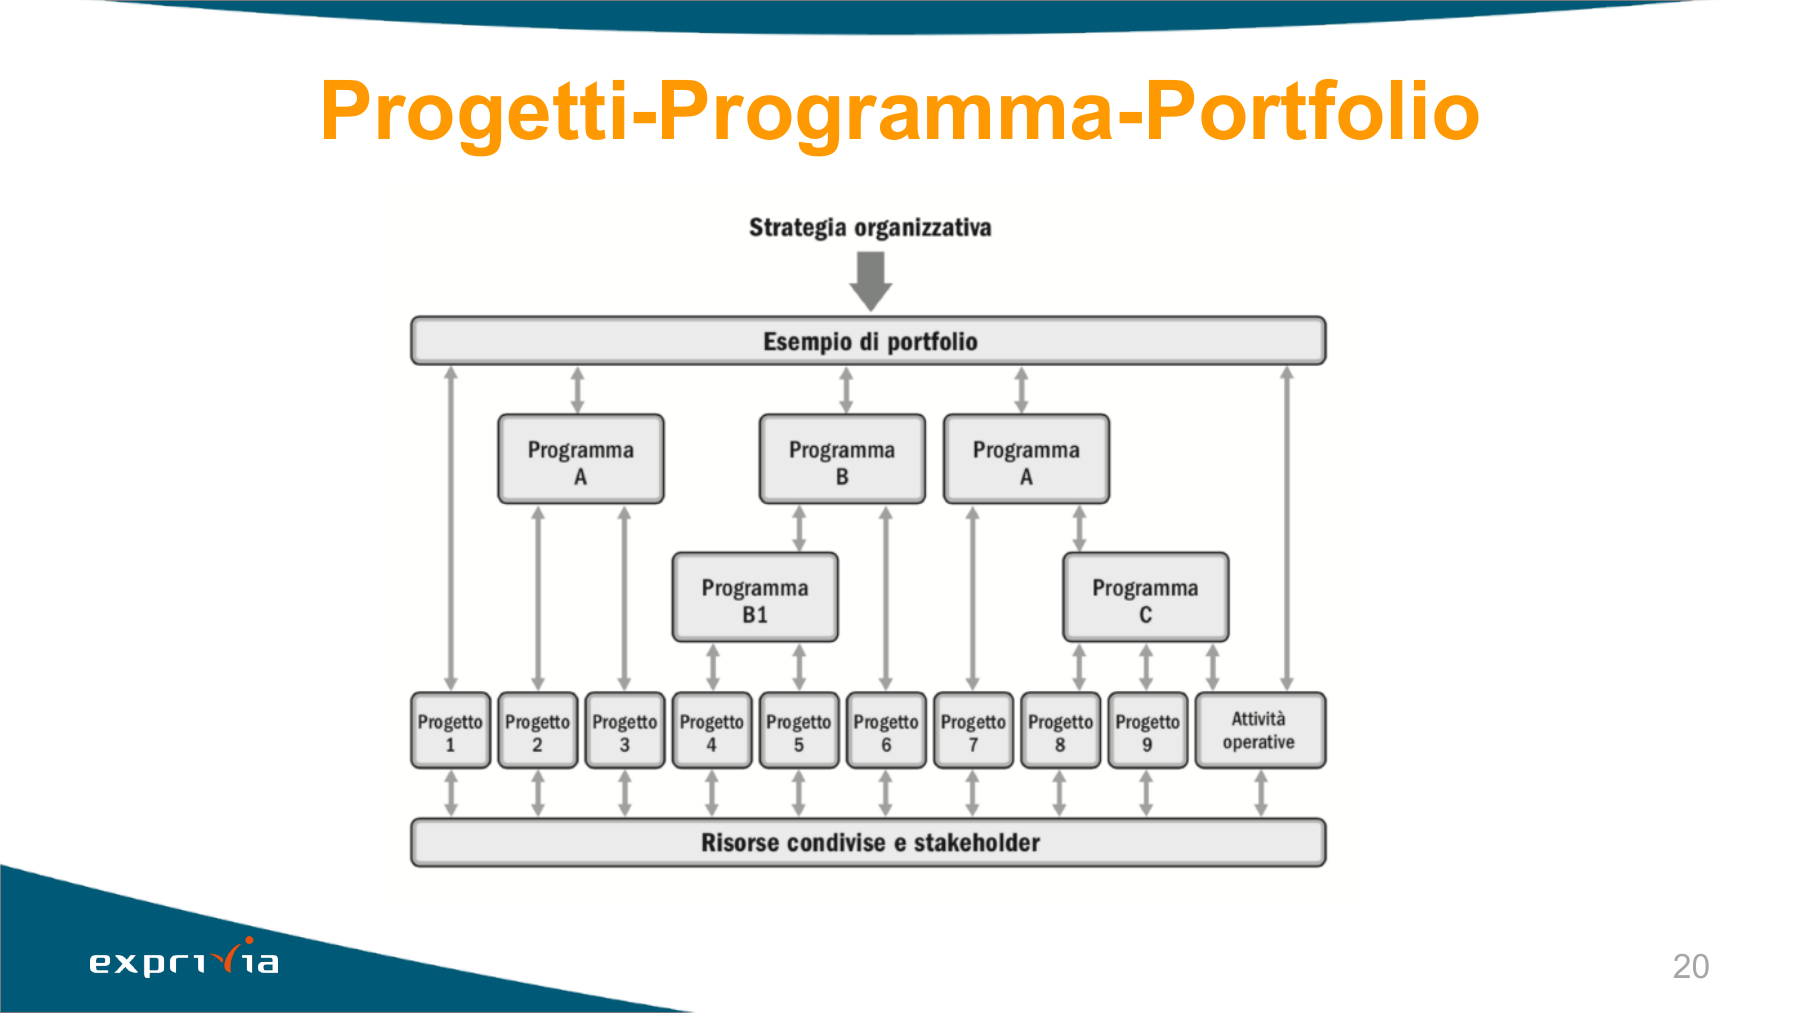 Progetti-Programma-Portfolio
Strategia organizzativa
Esempio di portfolio
Programma
A
Programma
B
Programma
A
Programma
B1
Programma
C
Progetto
1
Progetto
2
Progetto
3
Progetto
4
Progetto
5
Progetto
6
Progetto
7
Progetto
8
Progetto
9
Attività
operative
Risorse condivise e stakeholder
exprivia
20